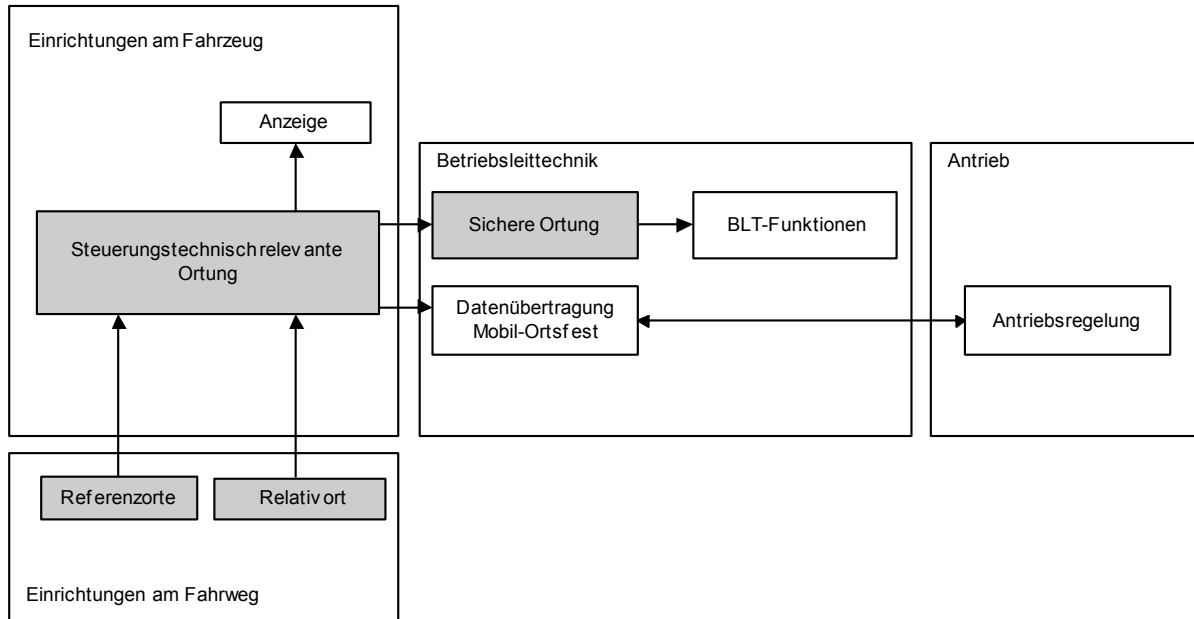 Einrichtungen am Fahrzeug
Anzeige
Steuerungstechnisch relevante
Ortung
Betriebsleittechnik
Sichere Ortung
BLT-Funktionen
Datenübertragung
Mobil-Ortsfest
Antrieb
Antriebsregelung
Referenzorte
Relativort
Einrichtungen am Fahrweg